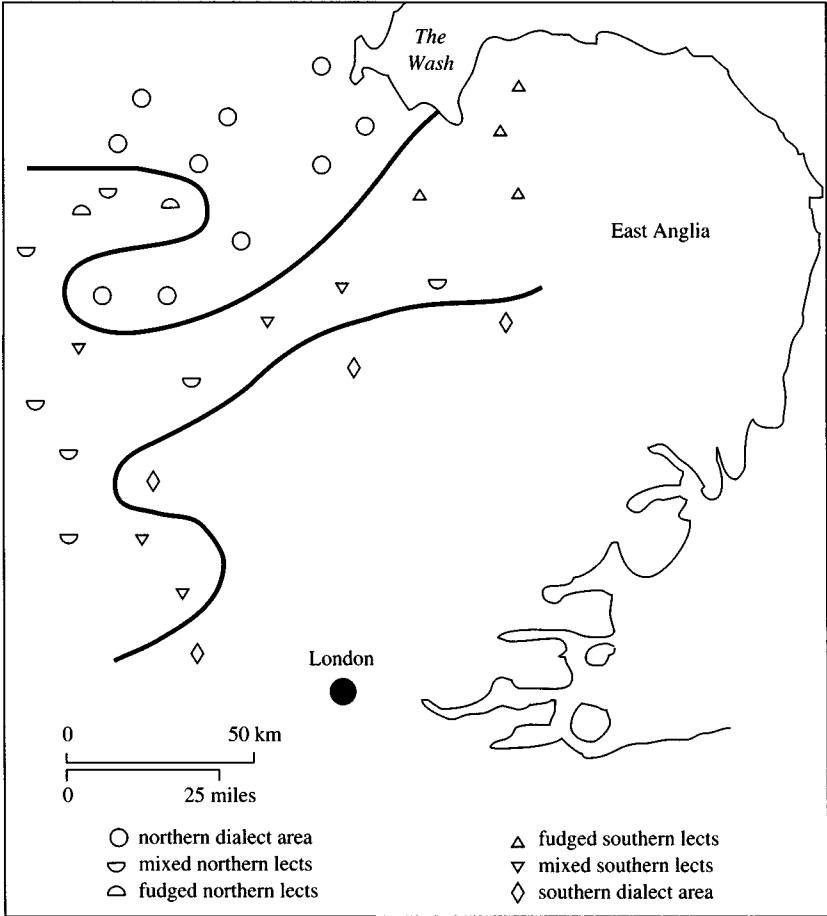 The
Wash
East Anglia
London
0 50 km
0 25 miles
northern dialect area
mixed northern lects
fudged northern lects
fudged southern lects
mixed southern lects
southern dialect area